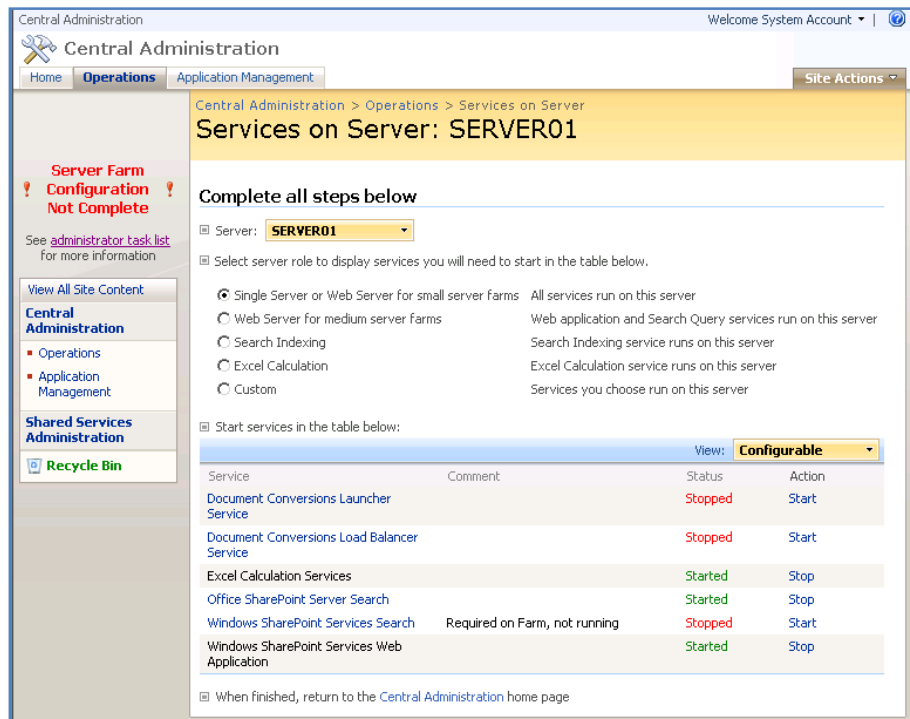 Central Administration
Welcome System Account
Central Administration
Home
Operations
Application Management
Site Actions
Central Administration > Operations > Services on Server
Services on Server: SERVER01
Server Farm
Configuration
Not Complete
See administrator task list
for more information
View All Site Content
Central
Administration
Operations
Application
Management
Shared Services
Administration
Recycle Bin
Complete all steps below
Server: SERVER01
Select server role to display services you will need to start in the table below.
Single Server or Web Server for small server farms All services run on this server
Web Server for medium server farms Web application and Search Query services run on this server
Search Indexing Search Indexing service runs on this server
Excel Calculation Excel Calculation service runs on this server
Custom Services you choose run on this server
Start services in the table below:
View: Configurable
Service Comment Status Action
Document Conversions Launcher
Service Stopped Start
Document Conversions Load Balancer
Service Stopped Start
Excel Calculation Services Started Stop
Office SharePoint Server Search Started Stop
Windows SharePoint Services Search Required on Farm, not running Stopped Start
Windows SharePoint Services Web
Application Started Stop
When finished, return to the Central Administration home page